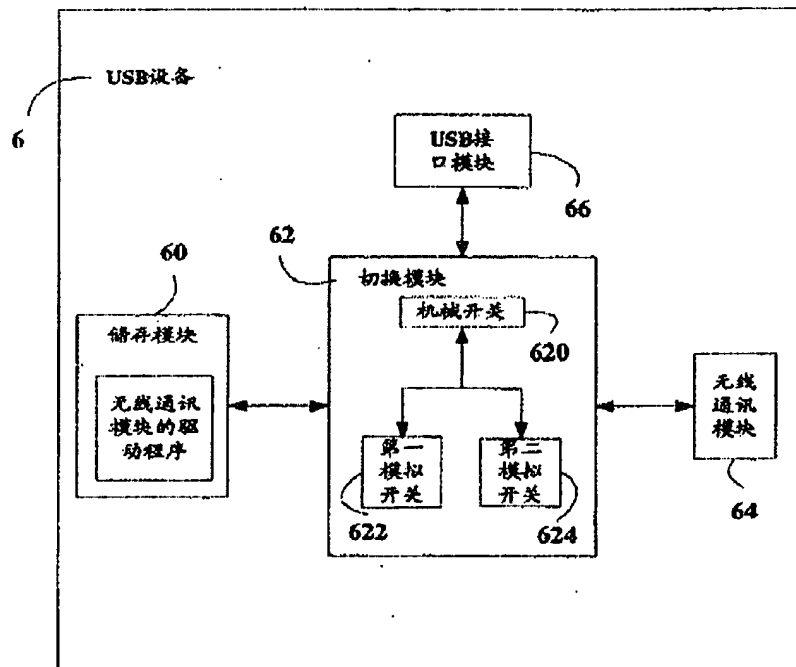 USB设备
6
USB接
口模块
66
62
60
切换模块
机械开关
620
储存模块
无线通讯
模块的驱
动程序
第一
模拟
开关
622
第二
模拟
开关
624
无线
通讯
模块
64